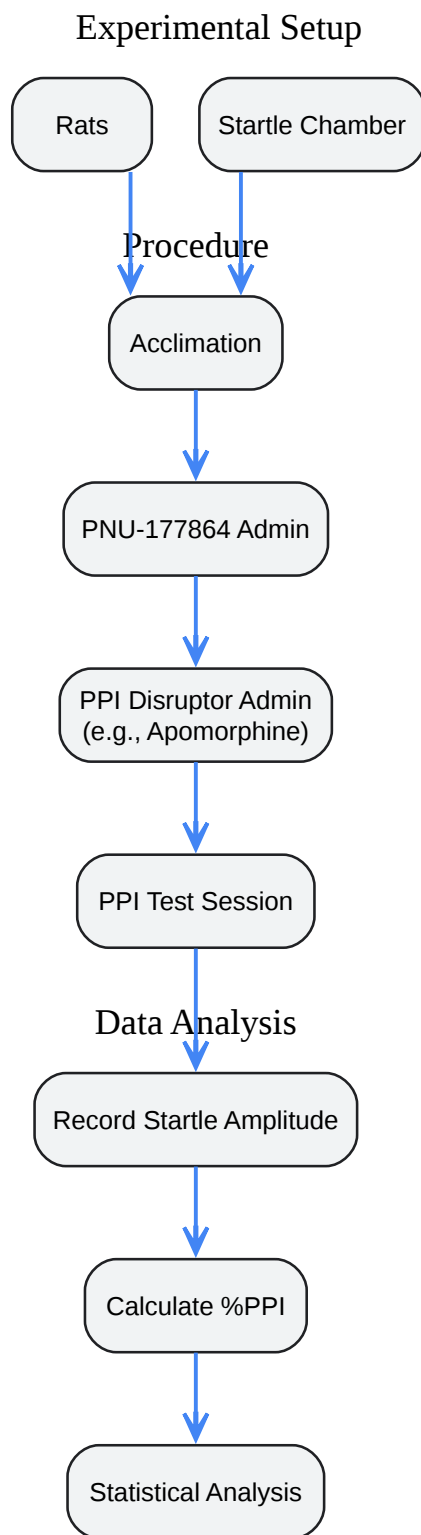 Experimental Setup
Rats
Startle Chamber
Procedure
Acclimation
PNU-177864 Admin
PPI Disruptor Admin
(e.g., Apomorphine)
PPI Test Session
Data Analysis
Record Startle Amplitude
Calculate %PPI
Statistical Analysis